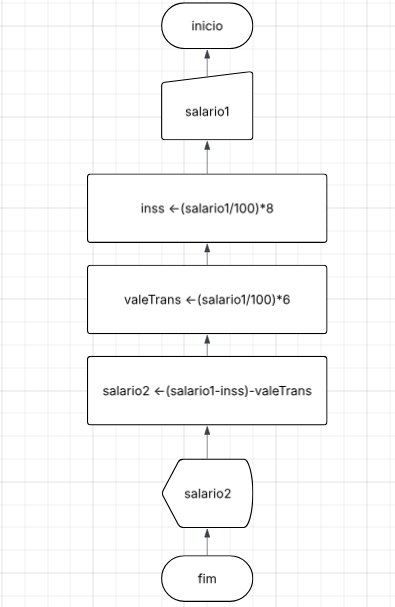 inicio
salario1
inss ←(salario1/100)*8
valeTrans ←(salario1/100)*6
salario2 ←(salario1-inss)-valeTrans
salario2
fim